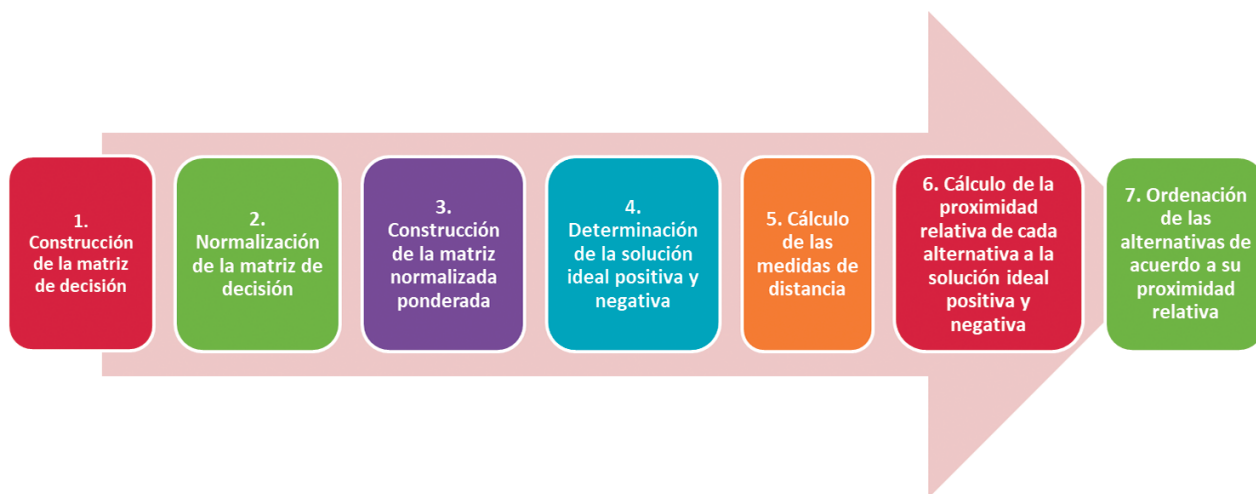 1.
Construcción
de la matriz
de decisión
2.
Normalización
de la matriz de
decisión
3.
Construcción
de la matriz
normalizada
ponderada
4.
Determinación
de la solución
ideal positiva y
negativa
5. Cálculo
de las
medidas de
distancia
6. Cálculo de la
proximidad
relativa de cada
alternativa a la
solución ideal
positiva y
negativa
7. Ordenación
de las
alternativas de
acuerdo a su
proximidad
relativa